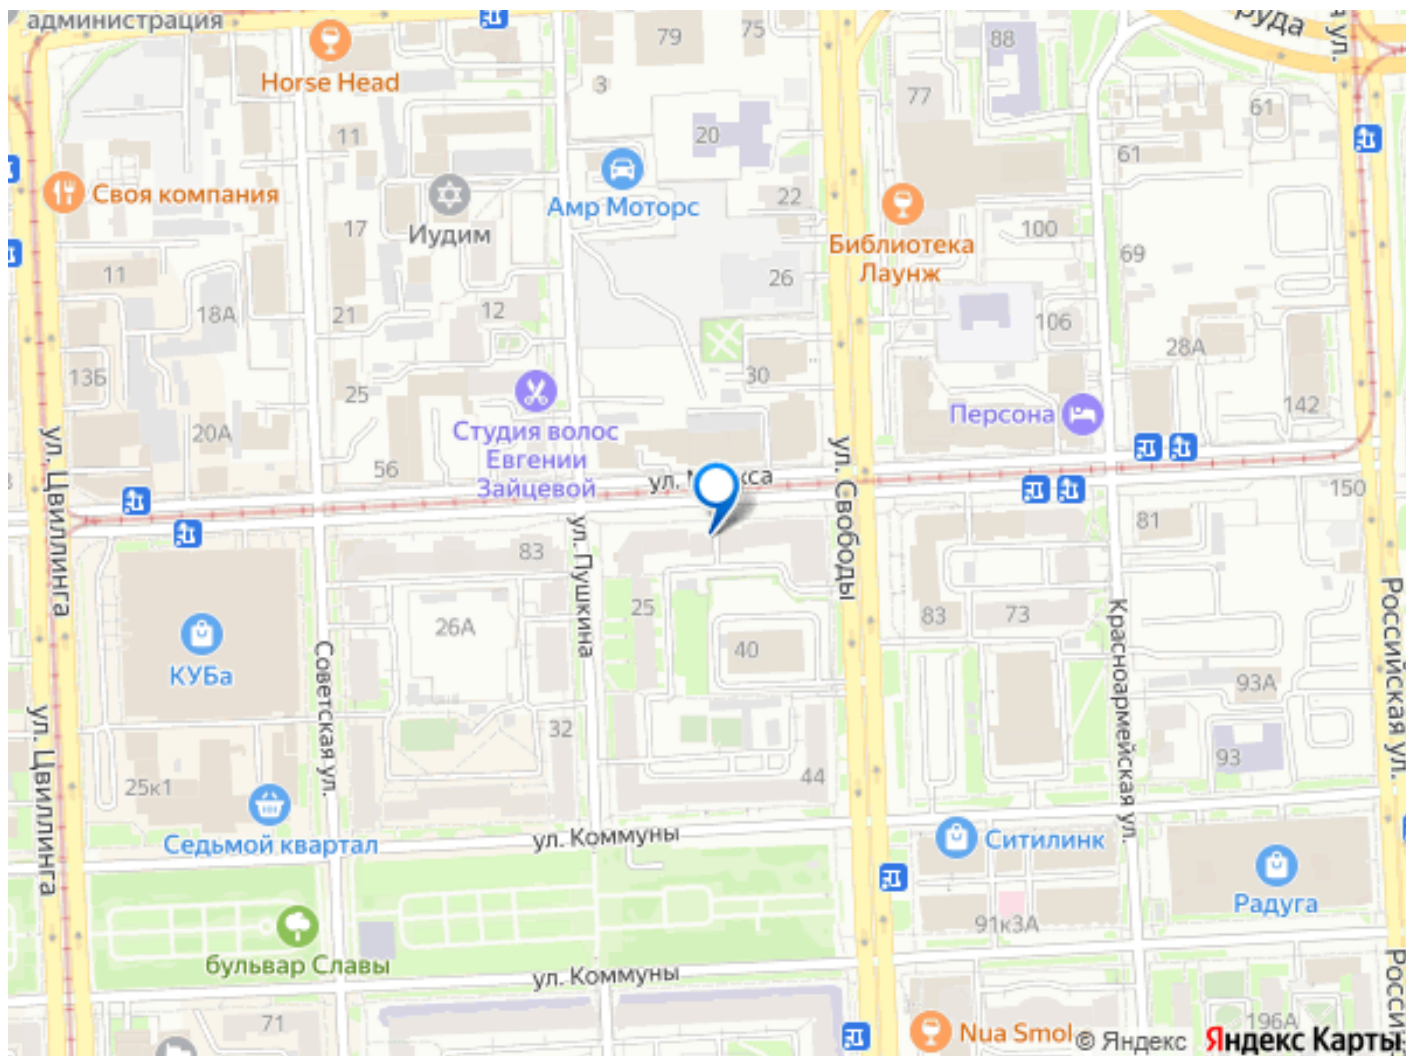 администрация
Horse Head
79
75
88
руда
а ул.
3
77
61
11
20
61
Своя компания
Амр Моторс
22
17
Иудим
100
Библиотека
Лаунж
69
11
26
18А
21
12
106
28А
13Б
30
25
142
Персона
20А
Студия волос
Евгении
Зайцевой
56
ул. Цвиллинга
ул. Свободы
150
81
ул. Пушкина
83
25
83
73
Российская ул.
Красноармейская ул.
26А
40
КУБа
Советская ул.
93А
32
93
ул. Цвиллинга
25к1
44
Седьмой квартал
ул. Коммуны
Ситилинк
Радуга
91к3А
бульвар Славы
ул. Коммуны
Росси
71
Nua Smol
© Яндекс
196А
Яндекс Карты